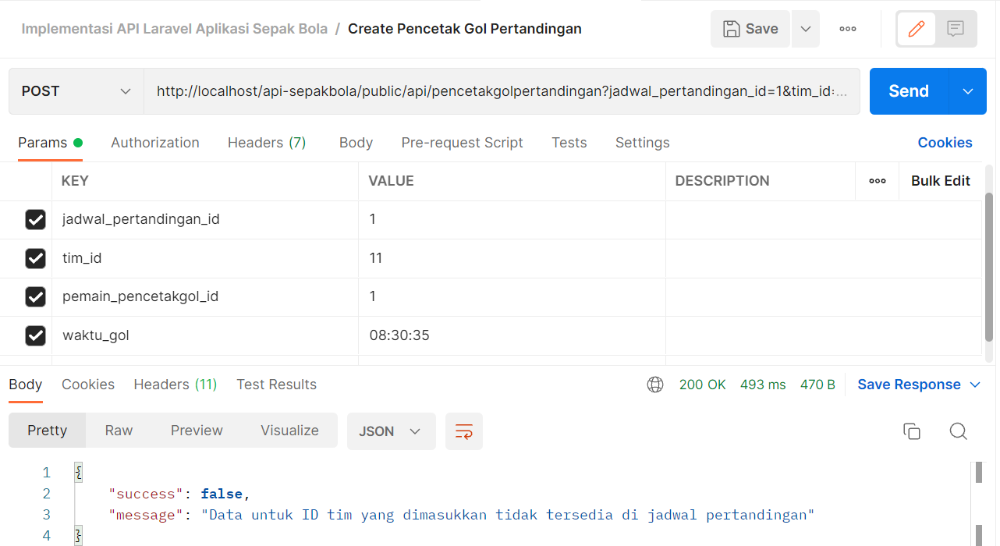 Implementasi API Laravel Aplikasi Sepak Bola / Create Pencetak Gol Pertandingan
Save
POST
http://localhost/api-sepakbola/public/api/pencetakgolpertandingan?jadwal_pertandingan_id=1&tim_id=...
Send
Params Authorization Headers (7) Body Pre-request Script Tests Settings Cookies
KEY VALUE DESCRIPTION ooo Bulk Edit
jadwal_pertandingan_id 1
tim_id 11
pemain_pencetakgol_id 1
waktu_gol 08:30:35
Body Cookies Headers (11) Test Results 200 OK 493 ms 470 B Save Response
Pretty Raw Preview Visualize JSON
1 {
2 "success": false,
3 "message": "Data untuk ID tim yang dimasukkan tidak tersedia di jadwal pertandingan"
4 }